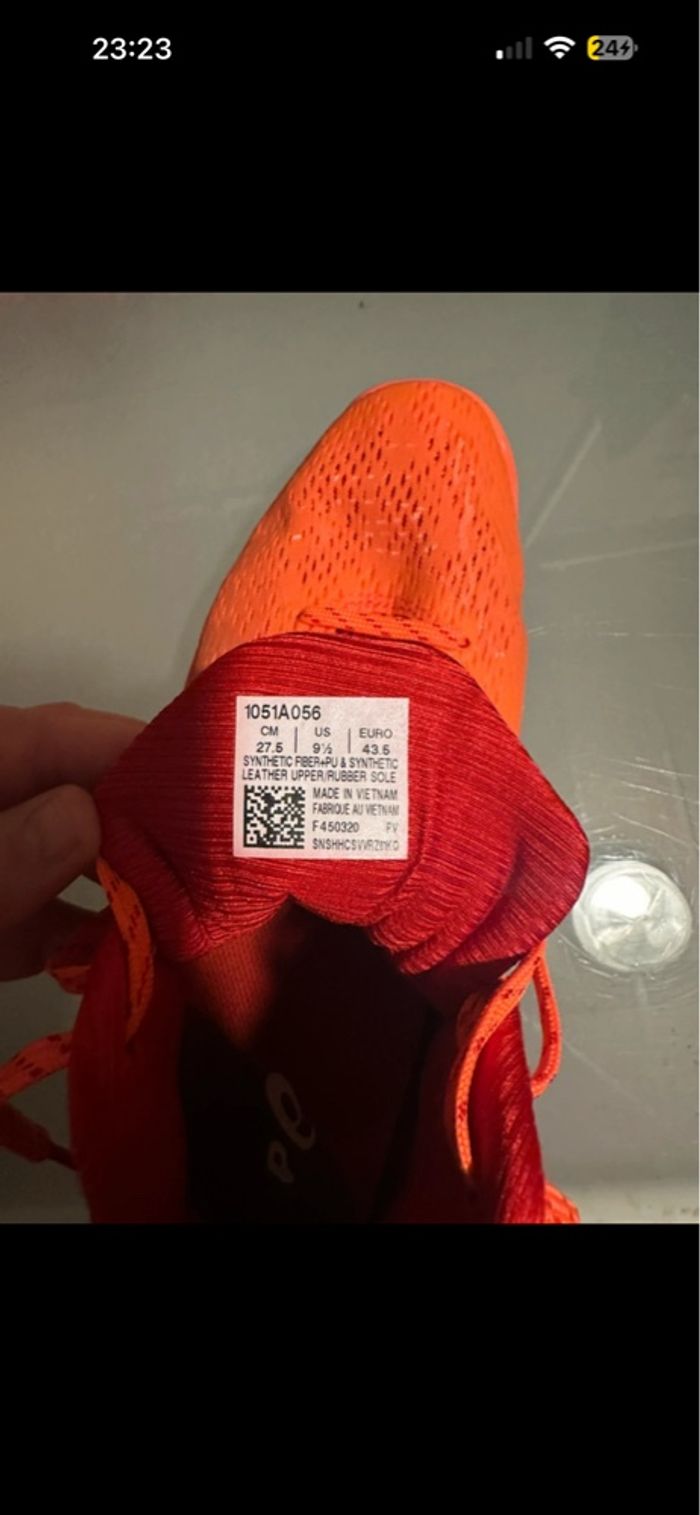 23:23
24
1051A056
CM | US | EURO
27.5 | 9½ | 43.5
SYNTHETIC FIBER+PU & SYNTHETIC
LEATHER UPPER/RUBBER SOLE
MADE IN VIETNAM
FABRIQUE AU VIETNAM
F450320 FV